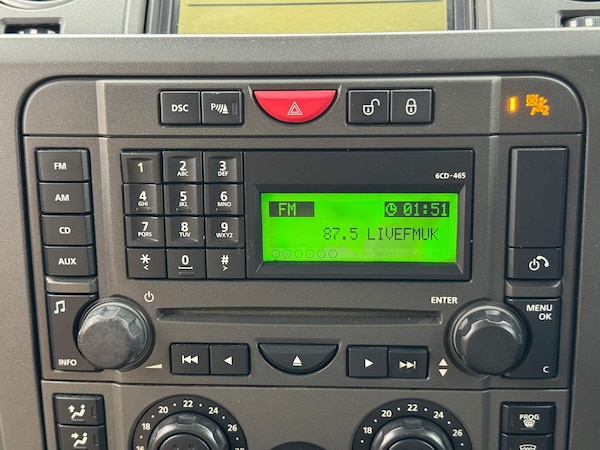 DSC
P
6CD-465
FM
AM
CD
AUX
1
2 ABC
3 DEF
4 GHI
5 JKL
6 MNO
7 PQRS
8 TUV
9 WXYZ
* <
0
# >
FM 01:51
87.5 LIVEFMUK
INFO
ENTER
MENU
OK
C
16 18 20 22 24 26
16 18 20 22 24 26
PROG